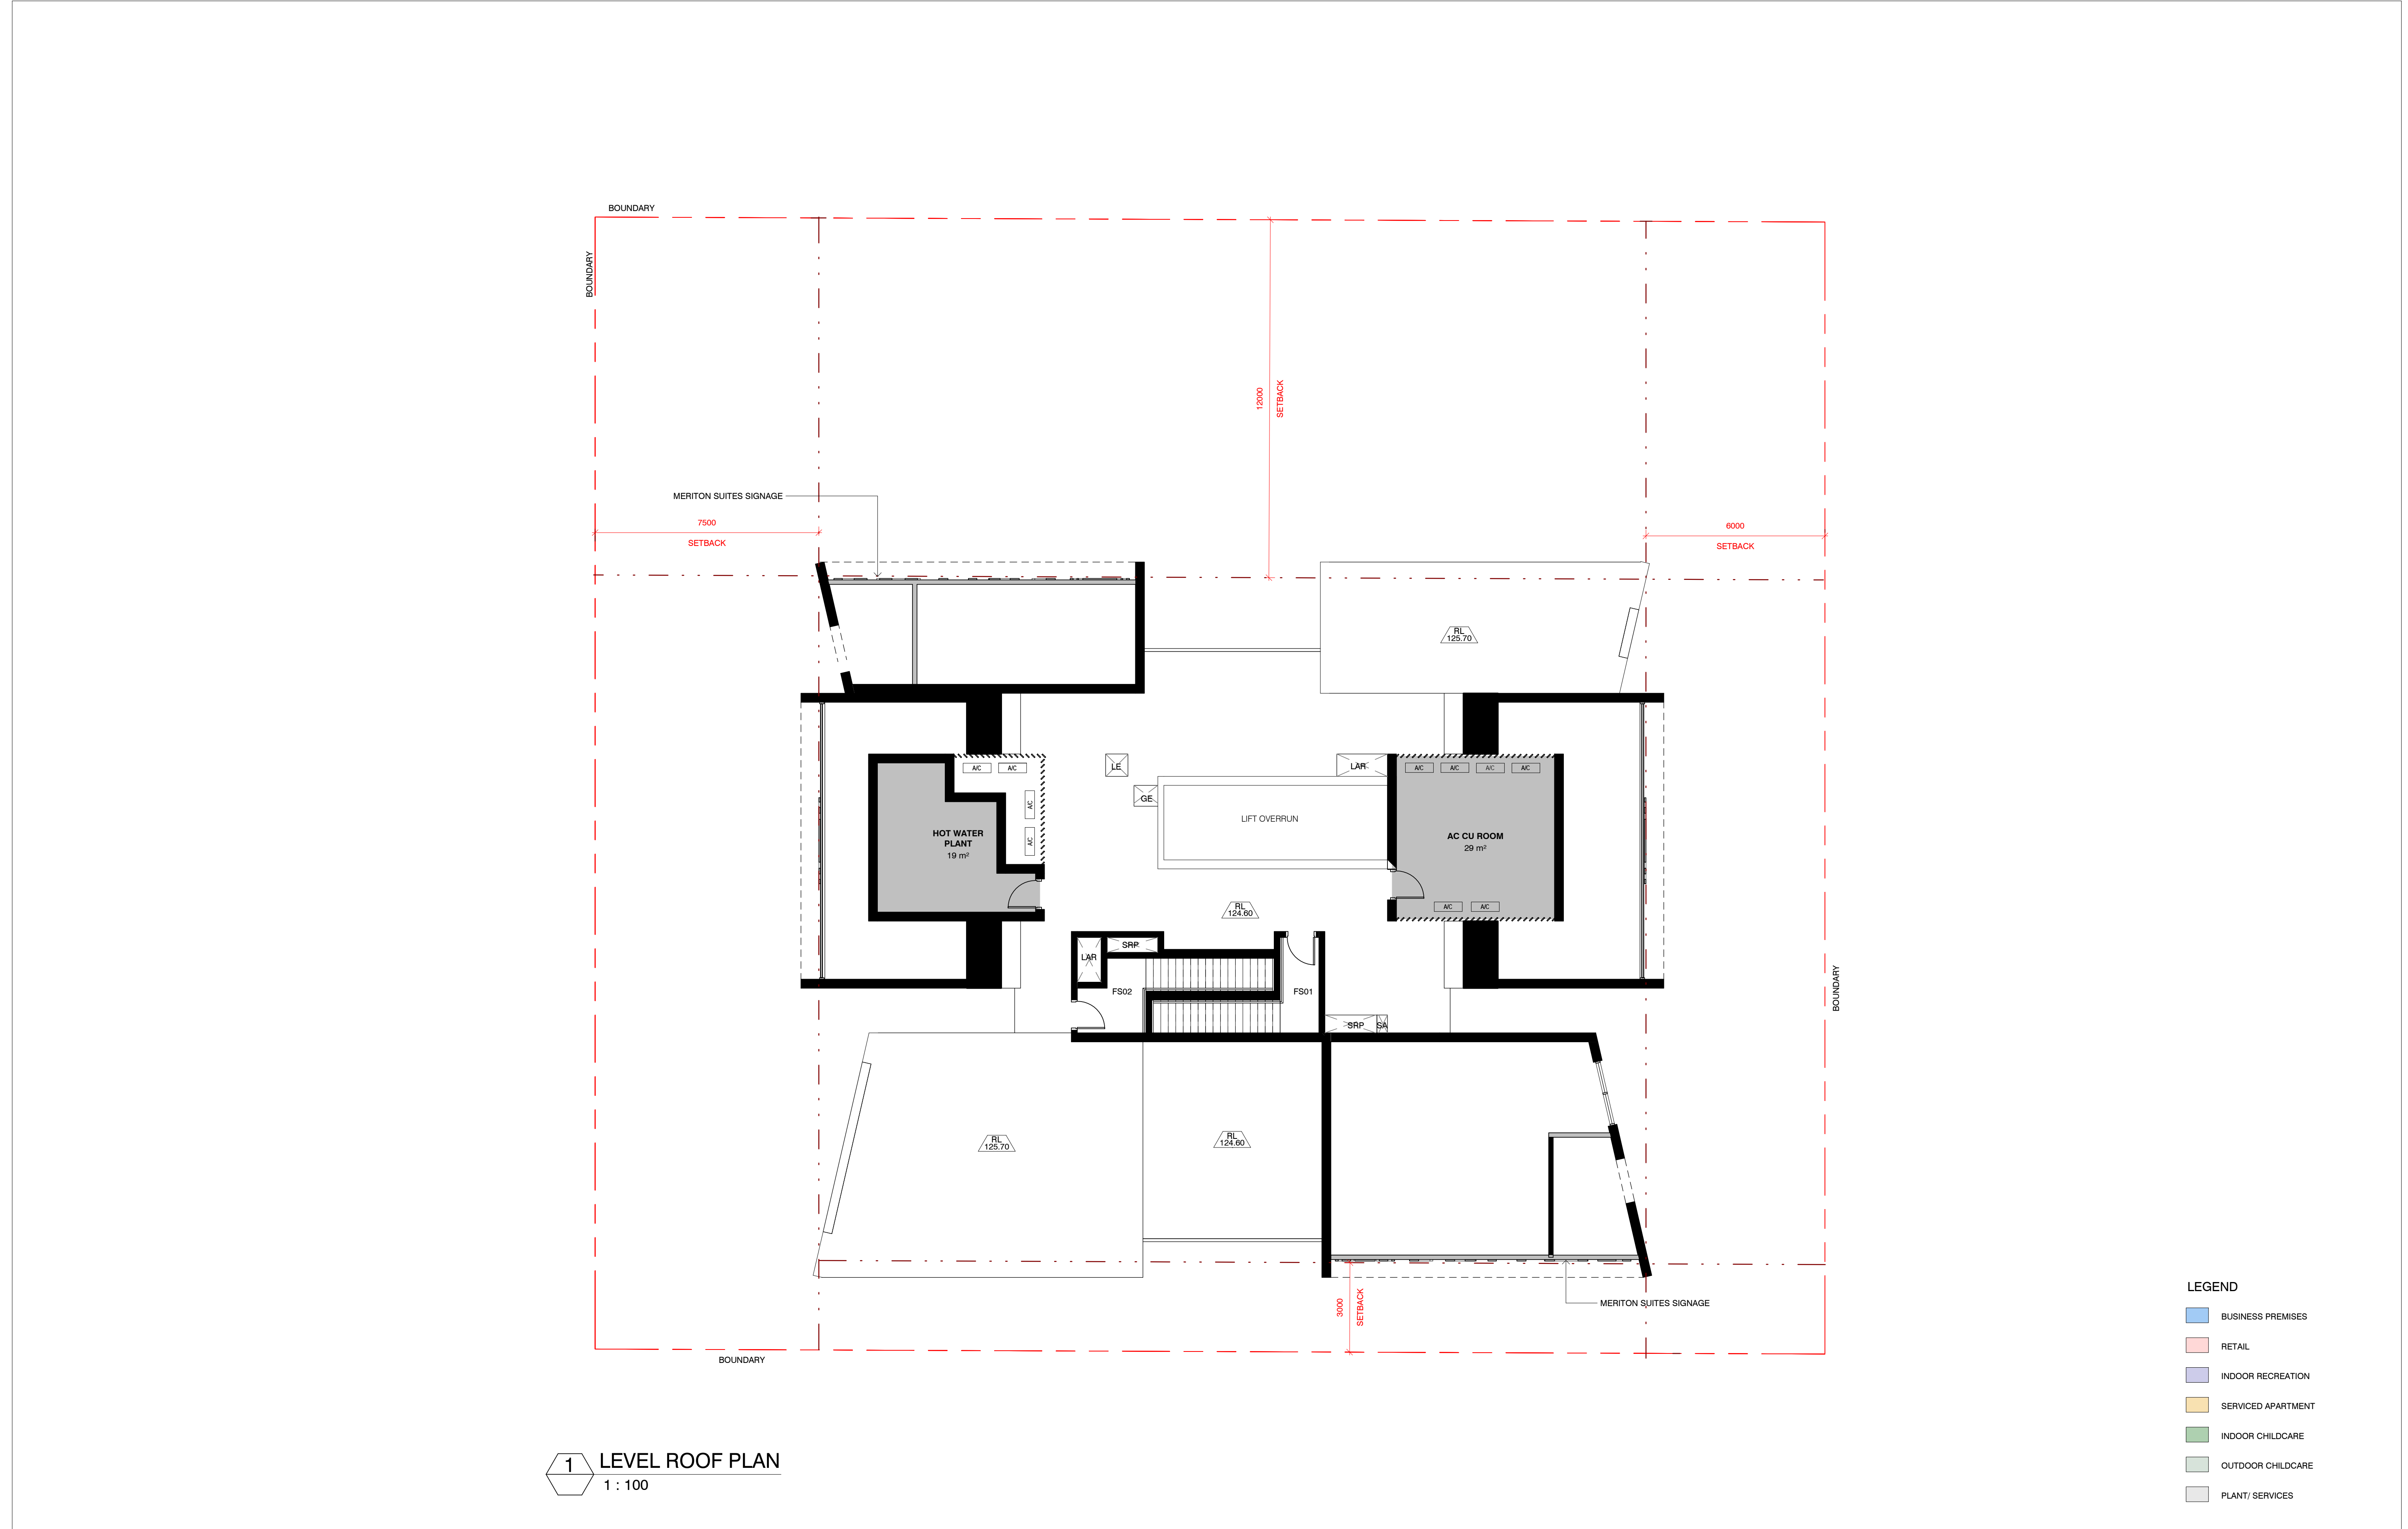 BOUNDARY
BOUNDARY
12000
SETBACK
MERITON SUITES SIGNAGE
7500
SETBACK
6000
SETBACK
RL
125.70
A/C
A/C
A/C
A/C
LE
GE
LAR
LIFT OVERRUN
A/C
A/C
A/C
A/C
HOT WATER
PLANT
19 m²
AC CU ROOM
29 m²
A/C
A/C
RL
124.60
LAR
SRP
FS02
FS01
SRP
SA
BOUNDARY
RL
125.70
RL
124.60
3000
SETBACK
MERITON SUITES SIGNAGE
BOUNDARY
LEGEND
BUSINESS PREMISES
RETAIL
INDOOR RECREATION
SERVICED APARTMENT
INDOOR CHILDCARE
OUTDOOR CHILDCARE
PLANT/ SERVICES
1
LEVEL ROOF PLAN
1 : 100